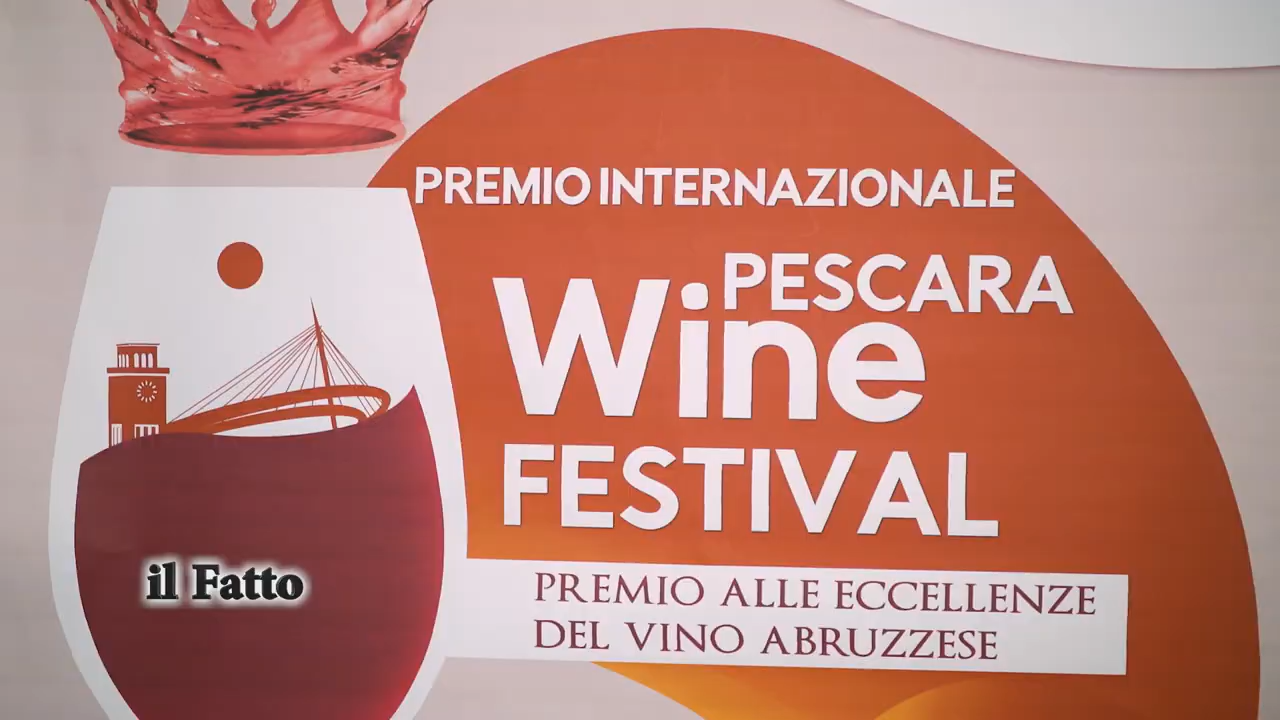 PREMIO INTERNAZIONALE
PESCARA
Wine
FESTIVAL
il Fatto
PREMIO ALLE ECCELLENZE
DEL VINO ABRUZZESE